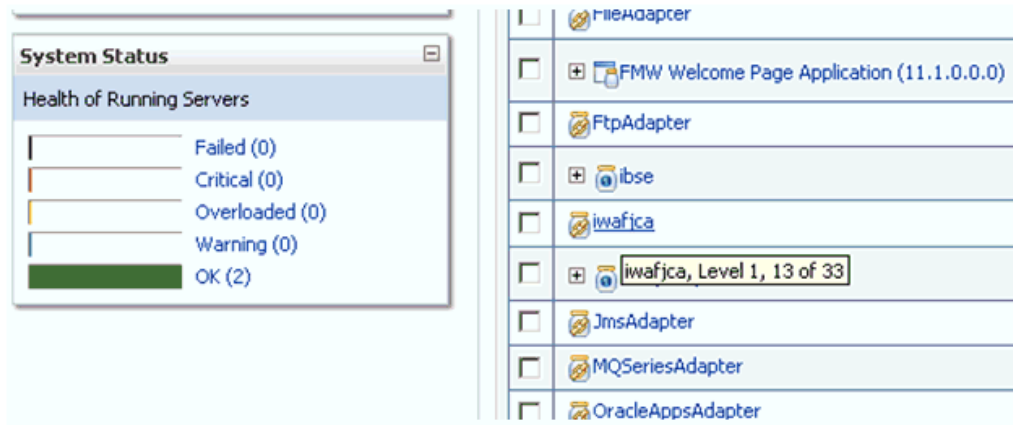 System Status
Health of Running Servers
Failed (0)
Critical (0)
Overloaded (0)
Warning (0)
OK (2)
FileAdapter
FMW Welcome Page Application (11.1.0.0.0)
FtpAdapter
ibse
iwafjca
iwafjca, Level 1, 13 of 33
JmsAdapter
MQSeriesAdapter
OracleAppsAdapter